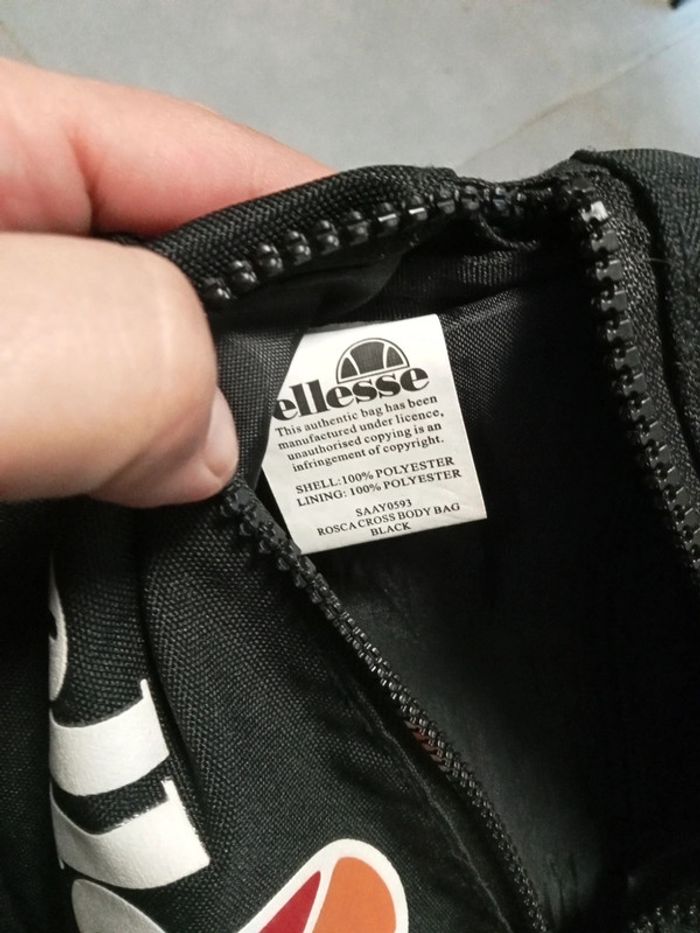 ellesse
This authentic bag has been
manufactured under licence,
unauthorised copying is an
infringement of copyright.
SHELL:100% POLYESTER
LINING: 100% POLYESTER
SAAY0593
ROSCA CROSS BODY BAG
BLACK